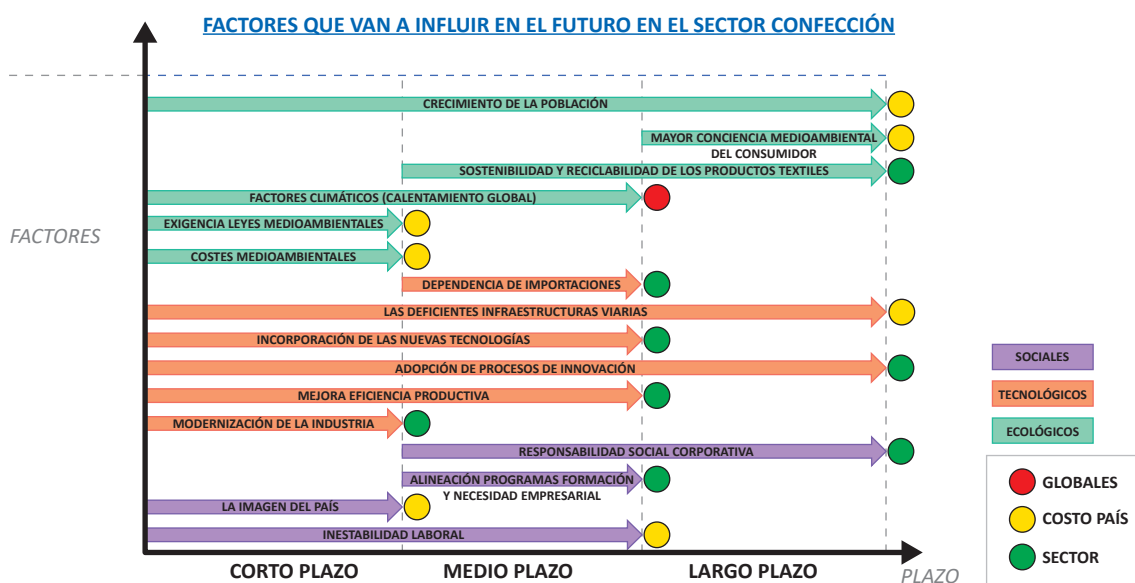 FACTORES QUE VAN A INFLUIR EN EL FUTURO EN EL SECTOR CONFECCIÓN
CRECIMIENTO DE LA POBLACIÓN
MAYOR CONCIENCIA MEDIOAMBIENTAL
DEL CONSUMIDOR
SOSTENIBILIDAD Y RECICLABILIDAD DE LOS PRODUCTOS TEXTILES
FACTORES CLIMÁTICOS (CALENTAMIENTO GLOBAL)
EXIGENCIA LEYES MEDIOAMBIENTALES
FACTORES
COSTES MEDIOAMBIENTALES
DEPENDENCIA DE IMPORTACIONES
LAS DEFICIENTES INFRAESTRUCTURAS VIARIAS
INCORPORACIÓN DE LAS NUEVAS TECNOLOGÍAS
ADOPCIÓN DE PROCESOS DE INNOVACIÓN
MEJORA EFICIENCIA PRODUCTIVA
MODERNIZACIÓN DE LA INDUSTRIA
RESPONSABILIDAD SOCIAL CORPORATIVA
ALINEACIÓN PROGRAMAS FORMACIÓN
Y NECESIDAD EMPRESARIAL
LA IMAGEN DEL PAÍS
INESTABILIDAD LABORAL
CORTO PLAZO
MEDIO PLAZO
LARGO PLAZO
PLAZO
SOCIALES
TECNOLÓGICOS
ECOLÓGICOS
GLOBALES
COSTO PAÍS
SECTOR